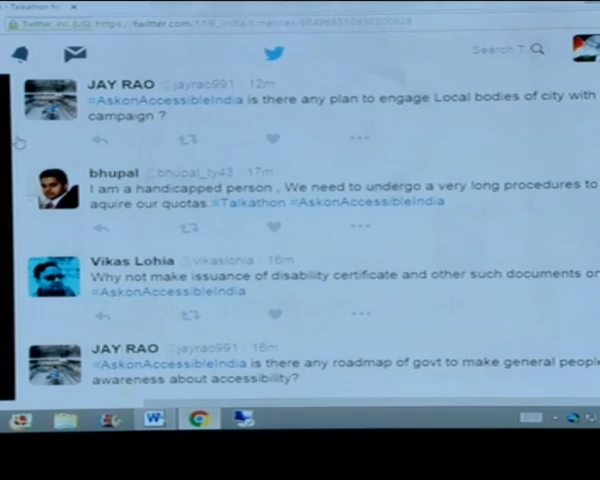 Talkathon
Twitter, Inc. [US] https://twitter.com/MIB_India/timelines/
Search T
JAY RAO @jayrao991 · 12m
#AskonAccessibleIndia is there any plan to engage Local bodies of city with
campaign ?
bhupal @bhupal_ty43 · 17m
I am a handicapped person . We need to undergo a very long procedures to
aquire our quotas.#Talkathon #AskonAccessibleIndia
Vikas Lohia @vikaslohia · 16m
Why not make issuance of disability certificate and other such documents
#AskonAccessibleIndia
JAY RAO @jayrao991 · 16m
#AskonAccessibleIndia is there any roadmap of govt to make general people
awareness about accessibility?